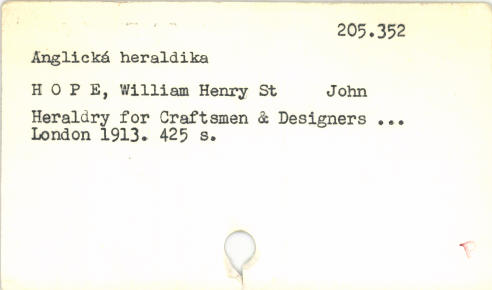 205.352
Anglická heraldika
H O P E, William Henry St John
Heraldry for Craftsmen & Designers ...
London 1913. 425 s.